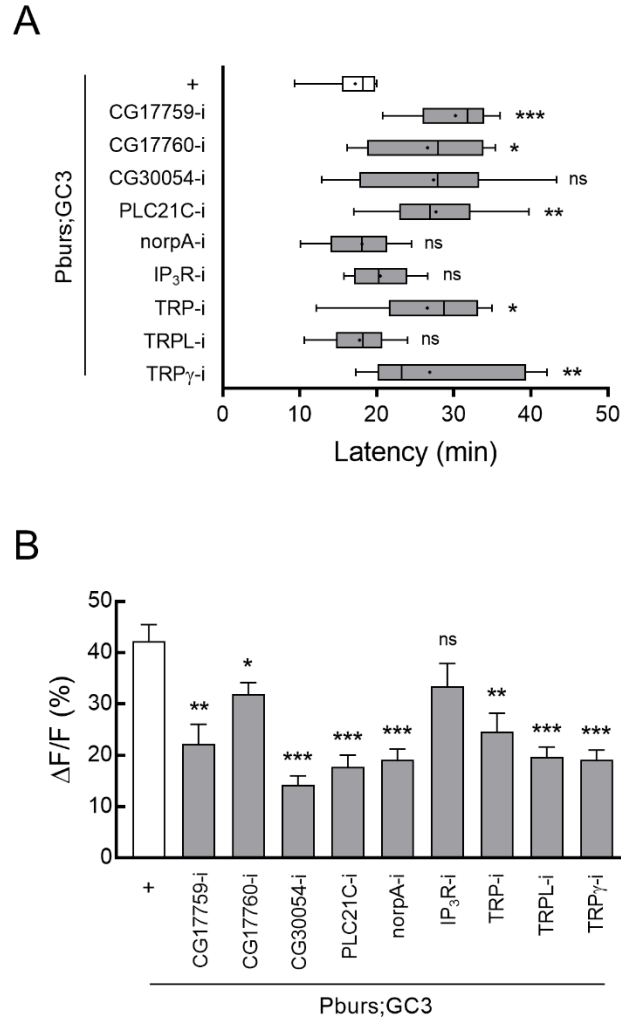 A
+
CG17759-i
***
CG17760-i
*
CG30054-i
ns
PLC21C-i
**
norpA-i
ns
IP₃R-i
ns
TRP-i
*
TRPL-i
ns
TRPγ-i
**
Pburs;GC3
0 10 20 30 40 50
Latency (min)
B
50
40
30
20
10
0
ΔF/F (%)
** * *** *** *** ns ** *** ***
+ CG17759-i CG17760-i CG30054-i PLC21C-i norpA-i IP₃R-i TRP-i TRPL-i TRPγ-i
Pburs;GC3